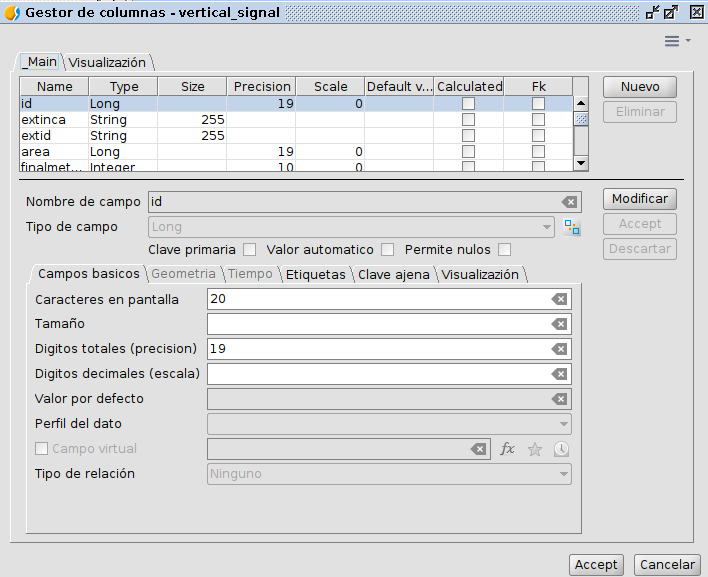 Gestor de columnas - vertical_signal
_Main Visualización
Name Type Size Precision Scale Default v... Calculated Fk
id Long 19 0
extinca String 255
extid String 255
area Long 19 0
finalmet... Integer 10 0
Nuevo
Eliminar
Nombre de campo id
Tipo de campo Long
Clave primaria Valor automatico Permite nulos
Modificar
Accept
Descartar
Campos basicos Geometria Tiempo Etiquetas Clave ajena Visualización
Caracteres en pantalla 20
Tamaño
Digitos totales (precision) 19
Digitos decimales (escala)
Valor por defecto
Perfil del dato
Campo virtual fx
Tipo de relación Ninguno
Accept Cancelar